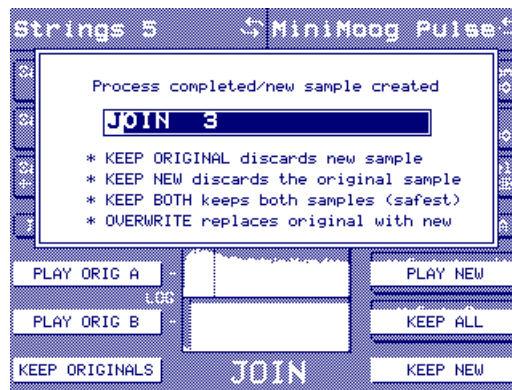 Strings 5 MiniMoog Pulse
Process completed/new sample created
JOIN 3
* KEEP ORIGINAL discards new sample
* KEEP NEW discards the original sample
* KEEP BOTH keeps both samples (safest)
* OVERWRITE replaces original with new
PLAY ORIG A PLAY NEW
LOG
PLAY ORIG B KEEP ALL
KEEP ORIGINALS JOIN KEEP NEW